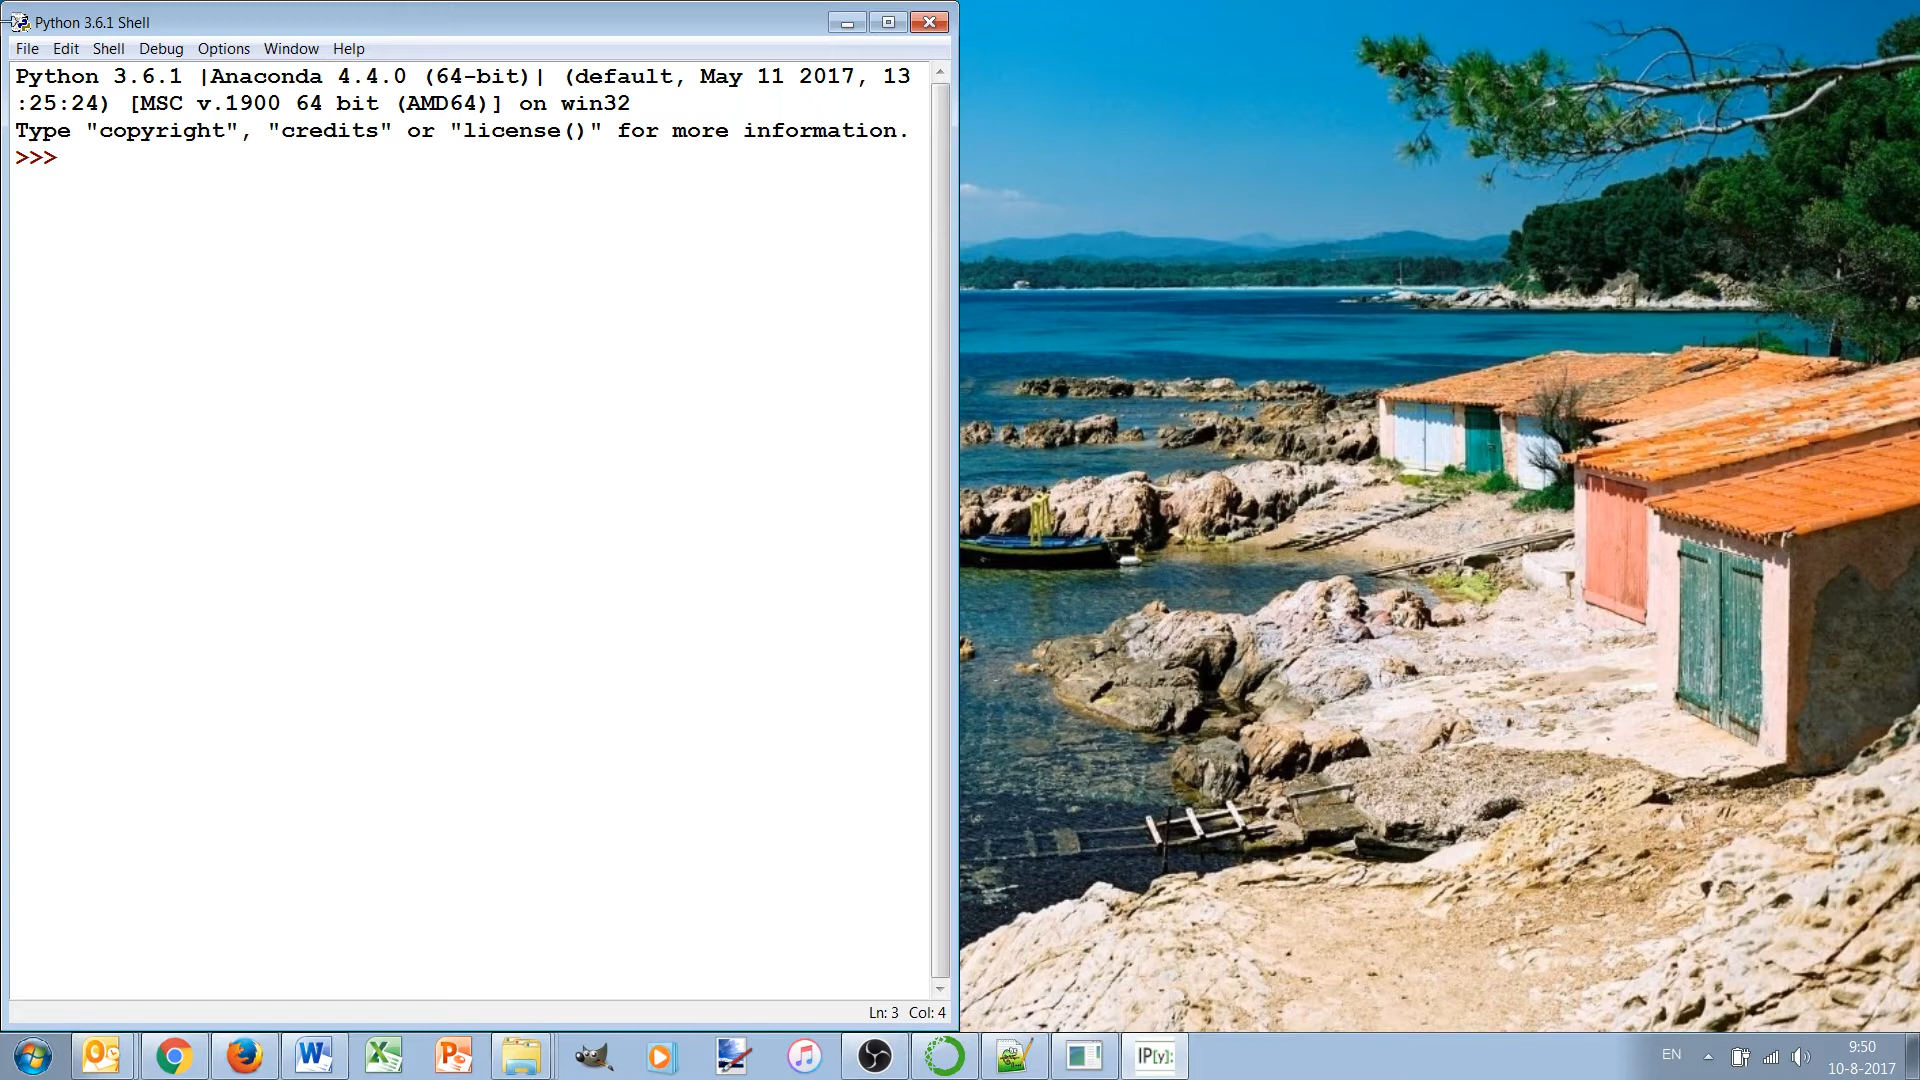 Python 3.6.1 Shell
File Edit Shell Debug Options Window Help
Python 3.6.1 |Anaconda 4.4.0 (64-bit)| (default, May 11 2017, 13
:25:24) [MSC v.1900 64 bit (AMD64)] on win32
Type "copyright", "credits" or "license()" for more information.
>>>
Ln: 3 Col: 4
IP[y]:
EN
9:50
10-8-2017